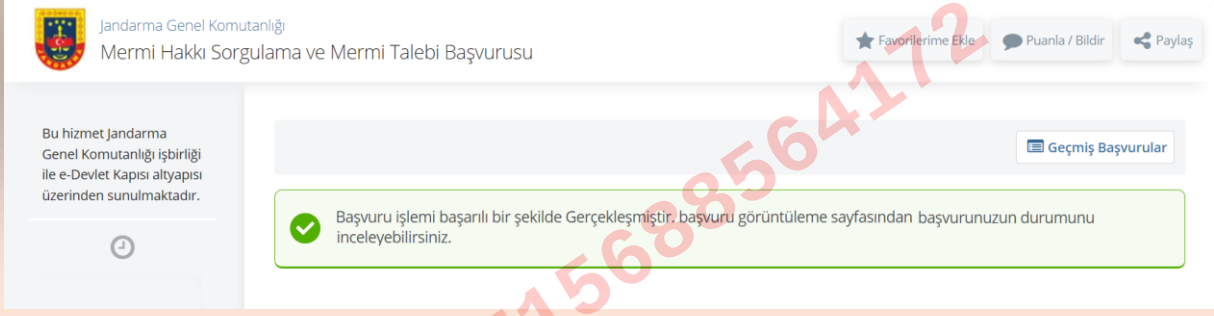 Jandarma Genel Komutanlığı
Mermi Hakkı Sorgulama ve Mermi Talebi Başvurusu
Favorilerime Ekle
Puanla / Bildir
Paylaş
Bu hizmet Jandarma
Genel Komutanlığı işbirliği
ile e-Devlet Kapısı altyapısı
üzerinden sunulmaktadır.
Geçmiş Başvurular
Başvuru işlemi başarılı bir şekilde Gerçekleşmiştir. başvuru görüntüleme sayfasından başvurunuzun durumunu
inceleyebilirsiniz.
JANDARMA